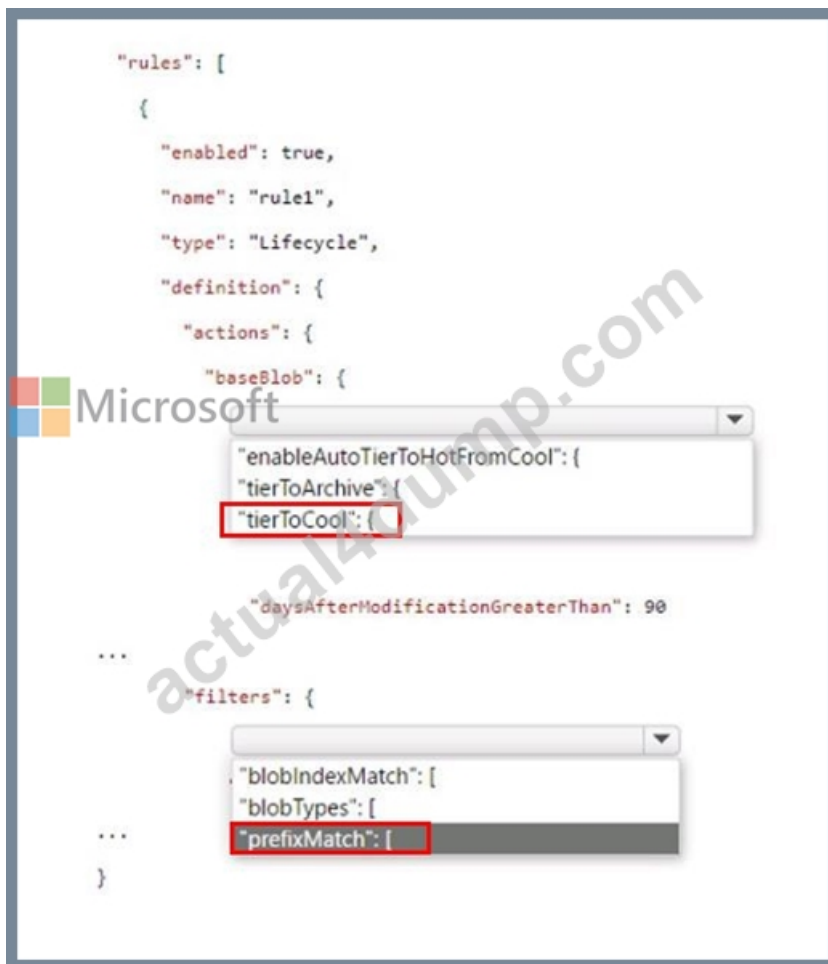 "rules": [
{
"enabled": true,
"name": "rule1",
"type": "Lifecycle",
"definition": {
"actions": {
"baseBlob": {
Microsoft
"enableAutoTierToHotFromCool": {
"tierToArchive": {
"tierToCool": {
"daysAfterModificationGreaterThan": 90
...
"filters": {
"blobIndexMatch": [
"blobTypes": [
...
"prefixMatch": [
}
actual4dump.com